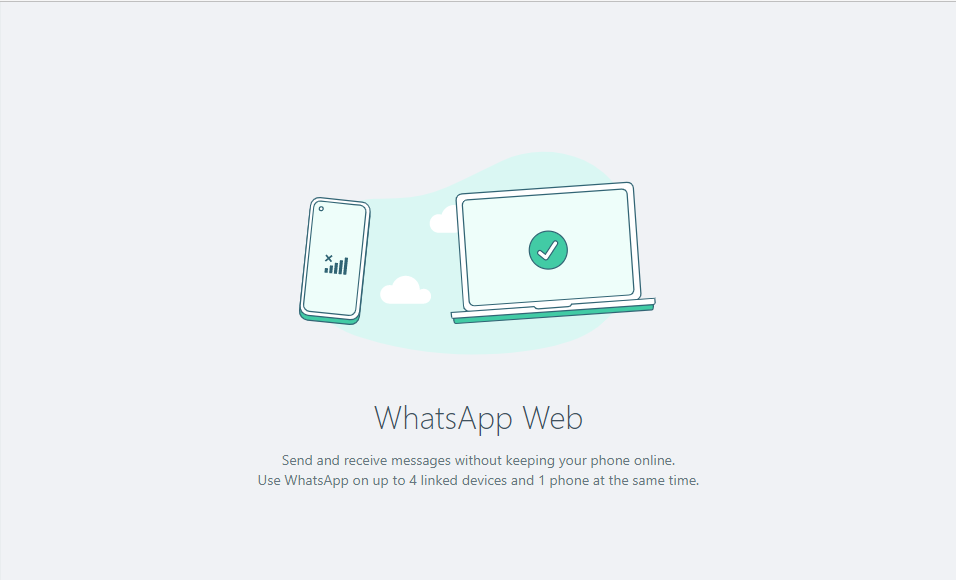 WhatsApp Web
Send and receive messages without keeping your phone online.
Use WhatsApp on up to 4 linked devices and 1 phone at the same time.